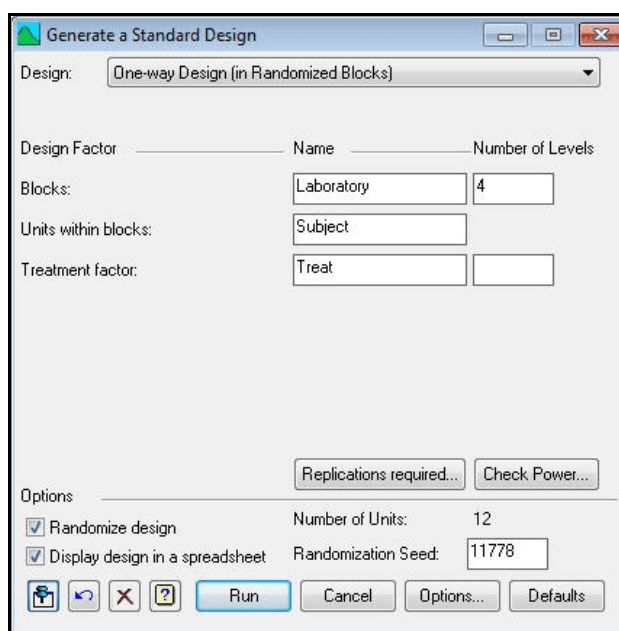 Generate a Standard Design
Design: One-way Design (in Randomized Blocks)
Design Factor Name Number of Levels
Blocks: Laboratory 4
Units within blocks: Subject
Treatment factor: Treat
Replications required... Check Power...
Options
Randomize design Number of Units: 12
Display design in a spreadsheet Randomization Seed: 11778
Run Cancel Options... Defaults